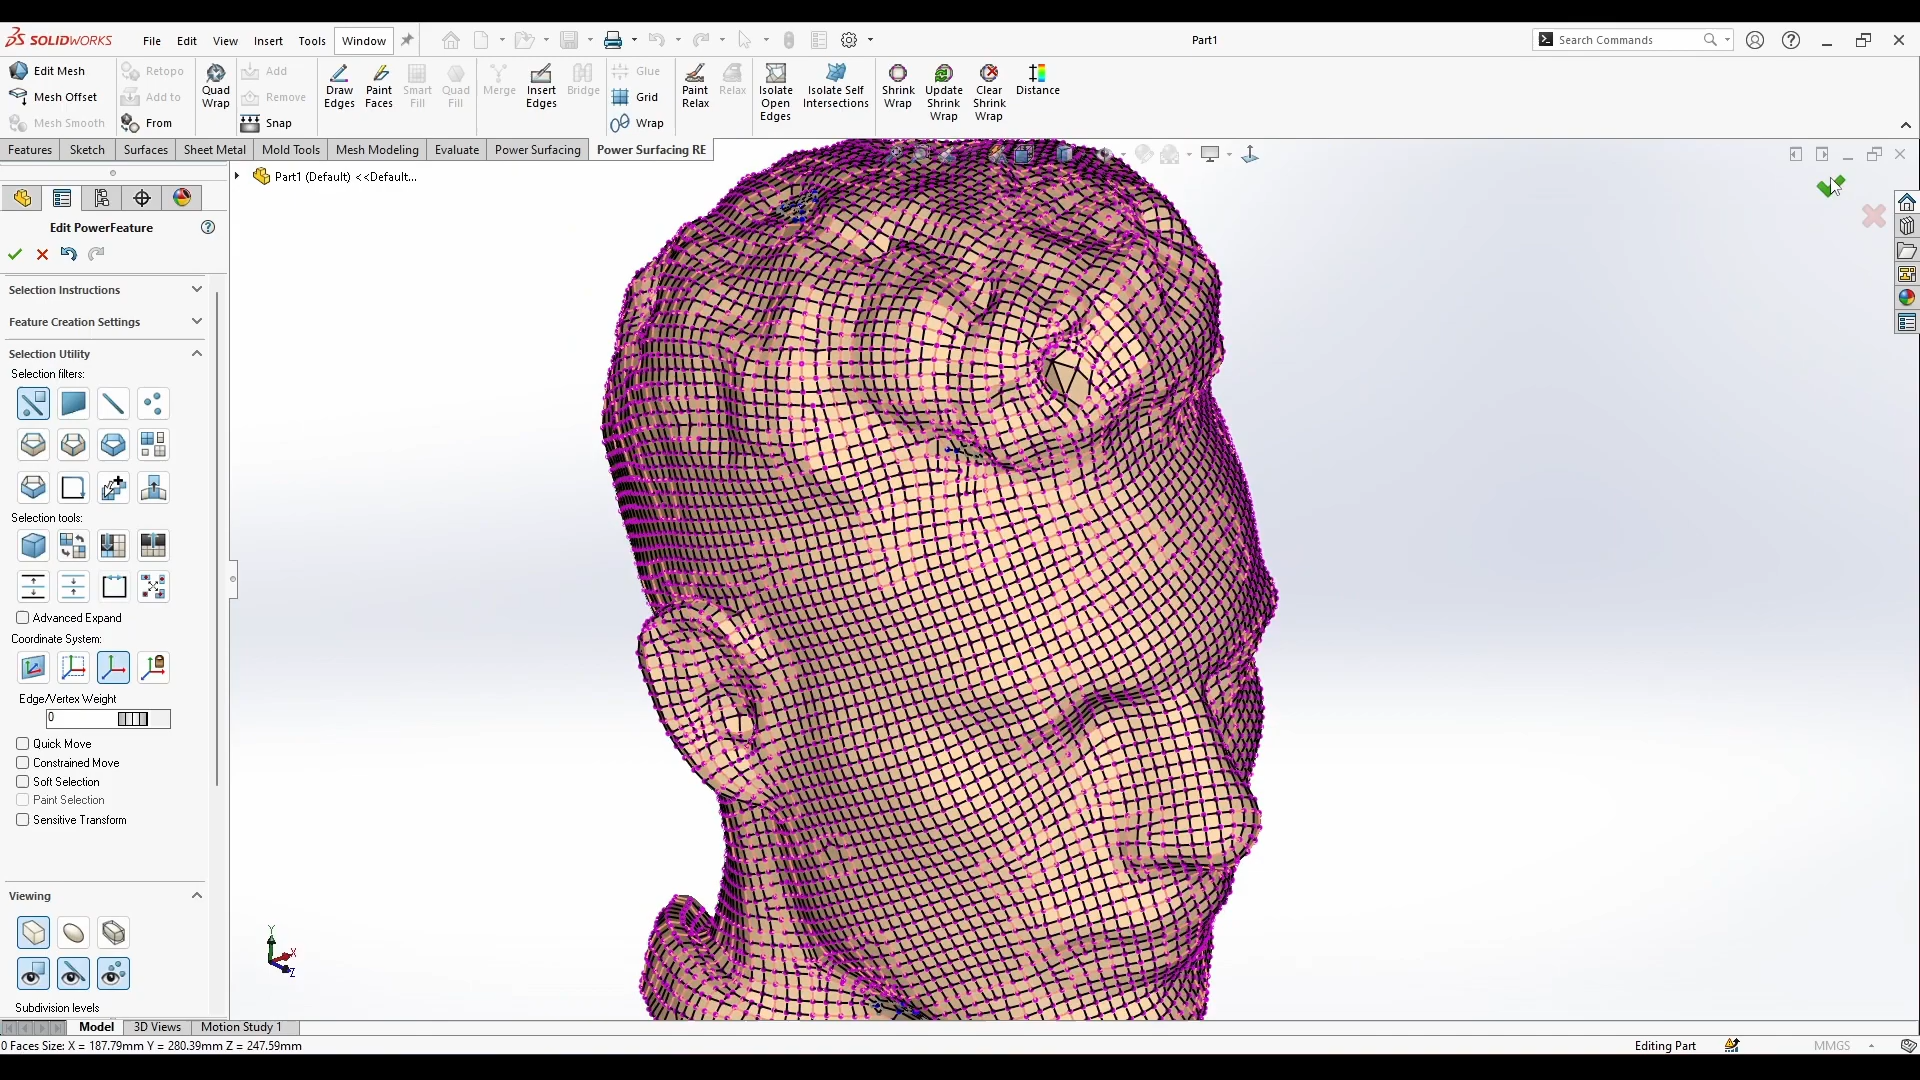 SOLIDWORKS File Edit View Insert Tools Window Part1 Search Commands
Edit Mesh Retopo Add
Mesh Offset Add to Remove
Mesh Smooth From Snap
Quad Wrap
Draw Edges Paint Faces Smart Fill Quad Fill Merge Insert Edges Bridge
Glue
Grid
Wrap
Paint Relax Relax Isolate Open Edges Isolate Self Intersections Shrink Wrap Update Shrink Wrap Clear Shrink Wrap Distance
Features Sketch Surfaces Sheet Metal Mold Tools Mesh Modeling Evaluate Power Surfacing Power Surfacing RE
Part1 (Default) <<Default...
Edit PowerFeature
Selection Instructions
Feature Creation Settings
Selection Utility
Selection filters:
Selection tools:
Advanced Expand
Coordinate System:
Edge/Vertex Weight
0
Quick Move
Constrained Move
Soft Selection
Paint Selection
Sensitive Transform
Viewing
Subdivision levels
Y
X
Z
Model 3D Views Motion Study 1
0 Faces Size: X = 187.79mm Y = 280.39mm Z = 247.59mm Editing Part MMGS